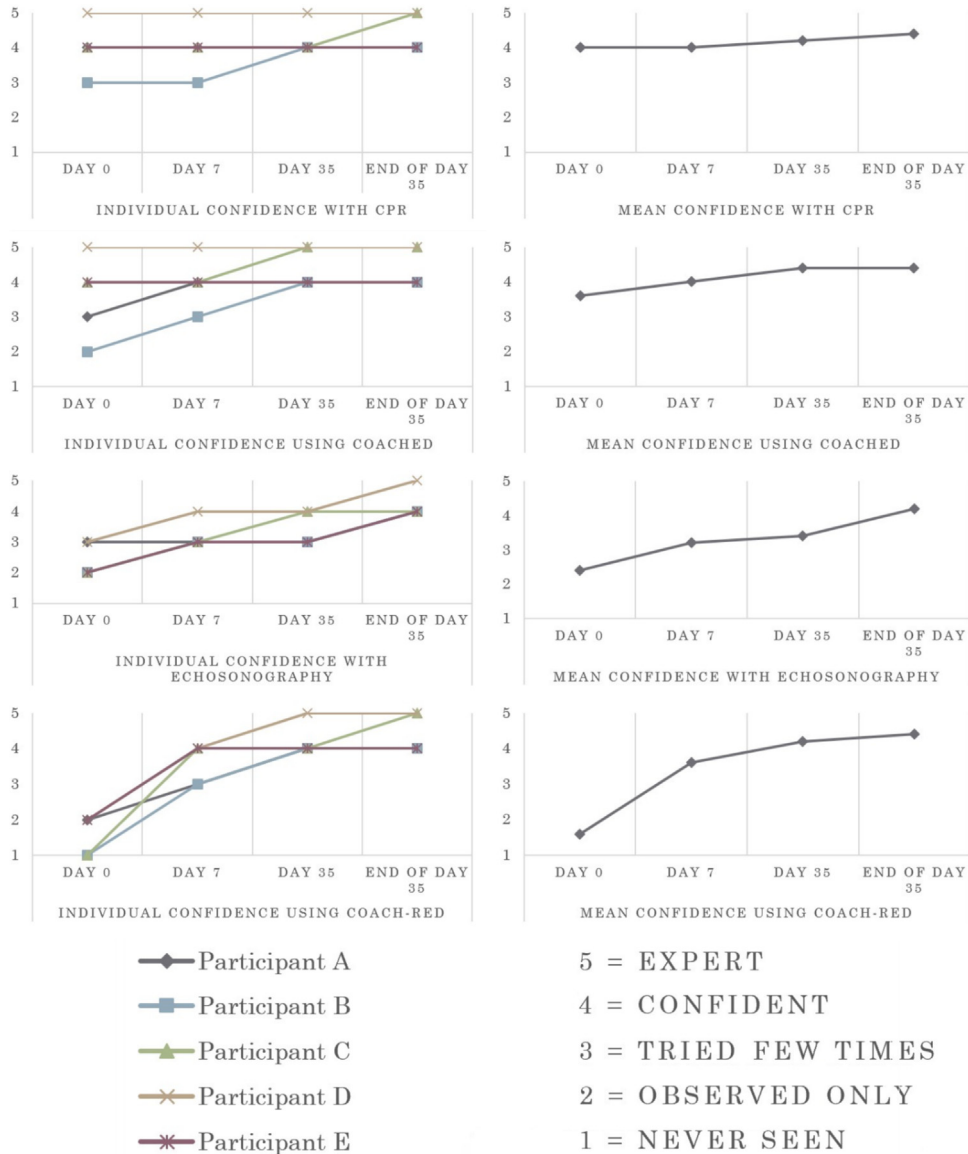 5
4
3
2
1
DAY 0 DAY 7 DAY 35 END OF DAY
35
INDIVIDUAL CONFIDENCE WITH CPR
5
4
3
2
1
DAY 0 DAY 7 DAY 35 END OF DAY
35
MEAN CONFIDENCE WITH CPR
5
4
3
2
1
DAY 0 DAY 7 DAY 35 END OF DAY
35
INDIVIDUAL CONFIDENCE USING COACHED
5
4
3
2
1
DAY 0 DAY 7 DAY 35 END OF DAY
35
MEAN CONFIDENCE USING COACHED
5
4
3
2
1
DAY 0 DAY 7 DAY 35 END OF DAY
35
INDIVIDUAL CONFIDENCE WITH
ECHOSONOGRAPHY
5
4
3
2
1
DAY 0 DAY 7 DAY 35 END OF DAY
35
MEAN CONFIDENCE WITH ECHOSONOGRAPHY
5
4
3
2
1
DAY 0 DAY 7 DAY 35 END OF DAY
35
INDIVIDUAL CONFIDENCE USING COACH-RED
5
4
3
2
1
DAY 0 DAY 7 DAY 35 END OF DAY
35
MEAN CONFIDENCE USING COACH-RED
Participant A
Participant B
Participant C
Participant D
Participant E
5 = EXPERT
4 = CONFIDENT
3 = TRIED FEW TIMES
2 = OBSERVED ONLY
1 = NEVER SEEN